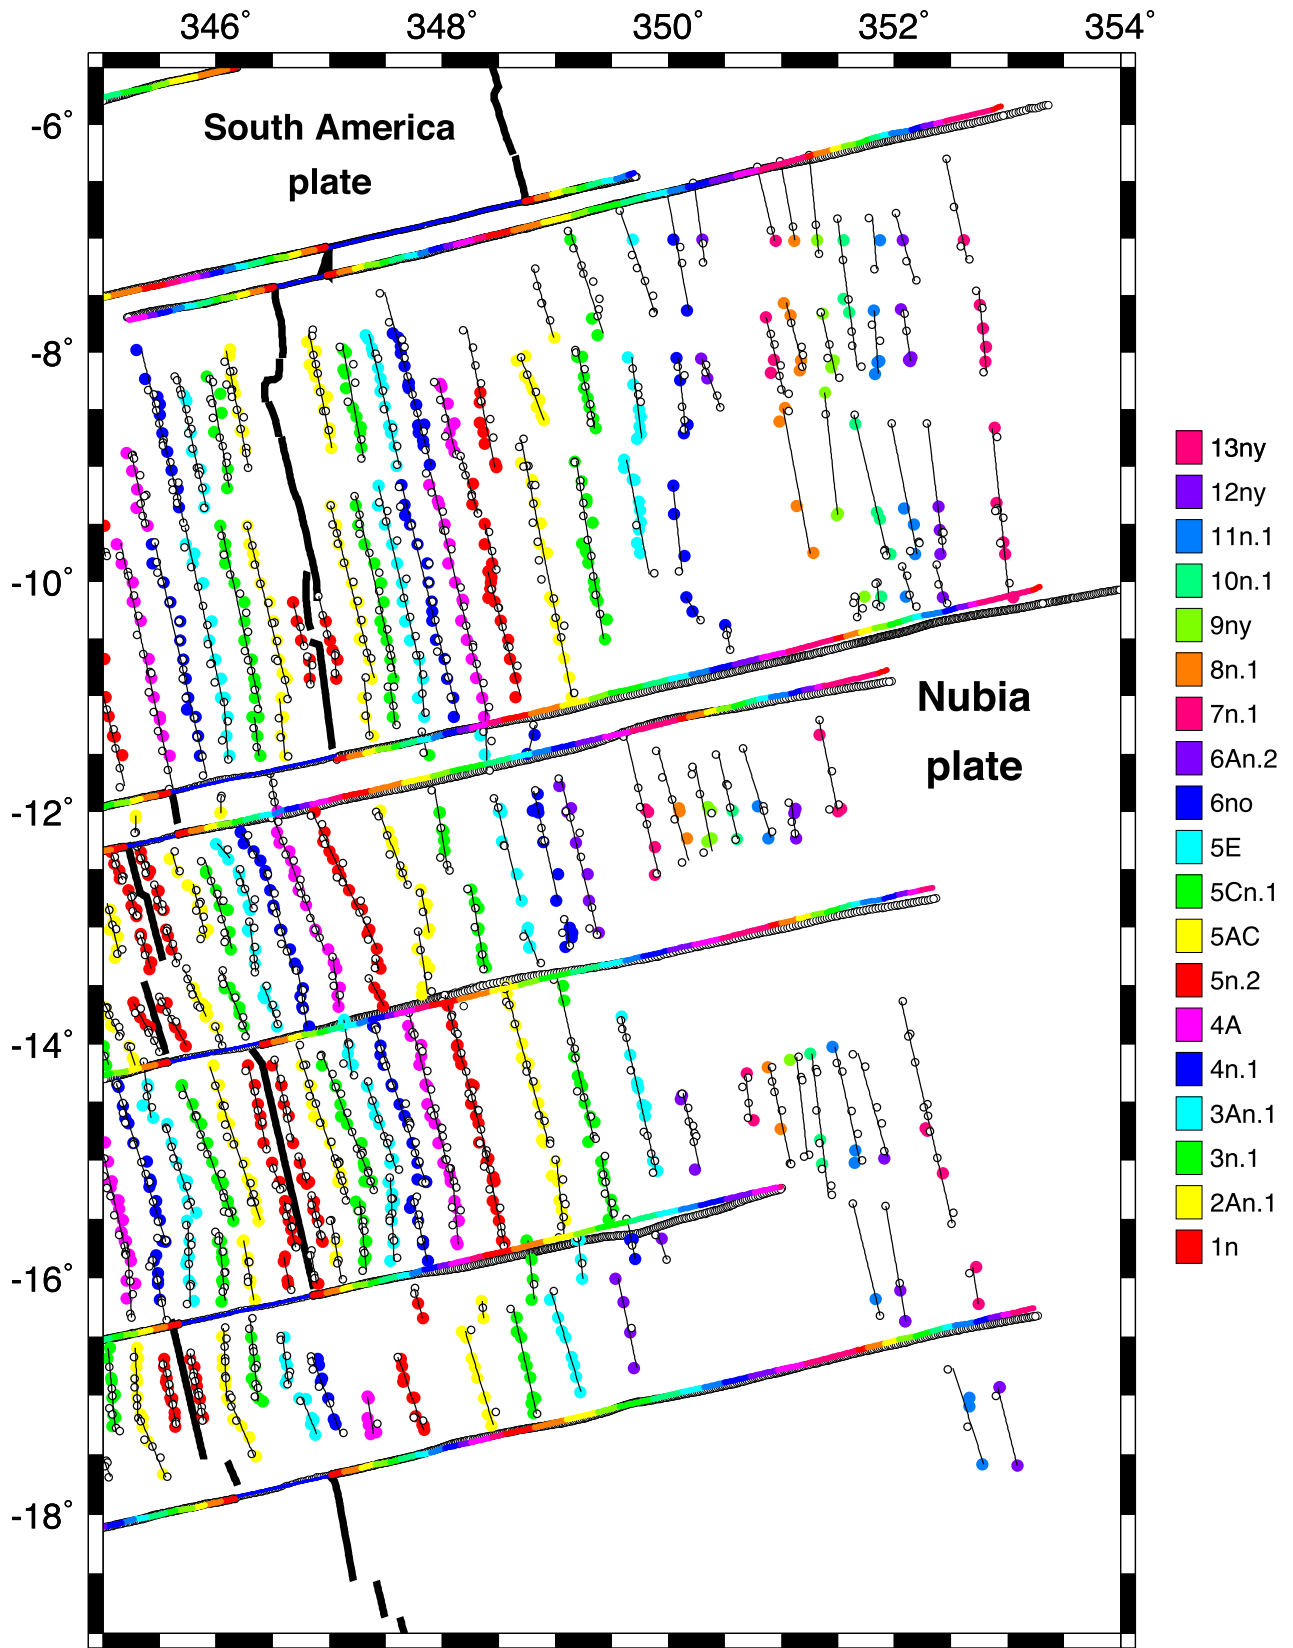 346° 348° 350° 352° 354°
-6°
-8°
-10°
-12°
-14°
-16°
-18°
South America
plate
Nubia
plate
13ny
12ny
11n.1
10n.1
9ny
8n.1
7n.1
6An.2
6no
5E
5Cn.1
5AC
5n.2
4A
4n.1
3An.1
3n.1
2An.1
1n